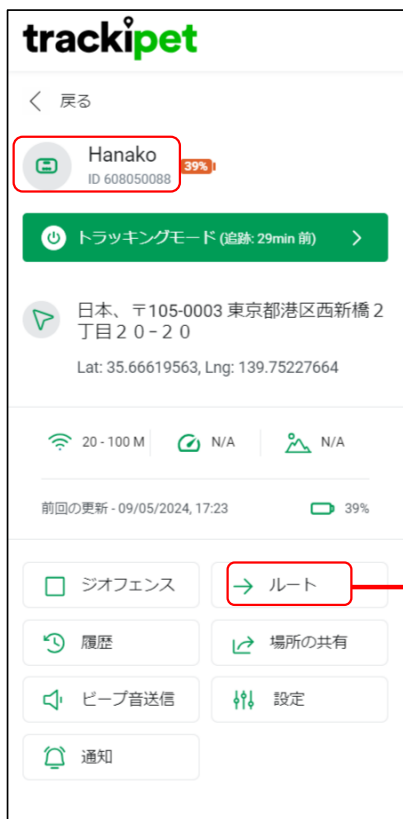 trackipet
戻る
Hanako
39%
ID 608050088
トラッキングモード (追跡: 29min 前)
日本、〒105-0003 東京都港区西新橋２
丁目２０−２０
Lat: 35.66619563, Lng: 139.75227664
20 - 100 M N/A N/A
前回の更新 - 09/05/2024, 17:23 39%
ジオフェンス ルート
履歴 場所の共有
ビープ音送信 設定
通知